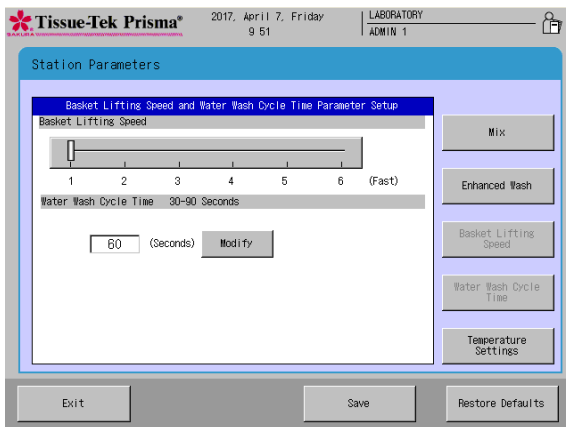 Tissue-Tek Prisma®
SAKURA
2017, April 7, Friday
9 51
LABORATORY
ADMIN 1
Station Parameters
Basket Lifting Speed and Water Wash Cycle Time Parameter Setup
Basket Lifting Speed
1 2 3 4 5 6 (Fast)
Water Wash Cycle Time 30-90 Seconds
60 (Seconds) Modify
Mix
Enhanced Wash
Basket Lifting
Speed
Water Wash Cycle
Time
Temperature
Settings
Exit
Save
Restore Defaults